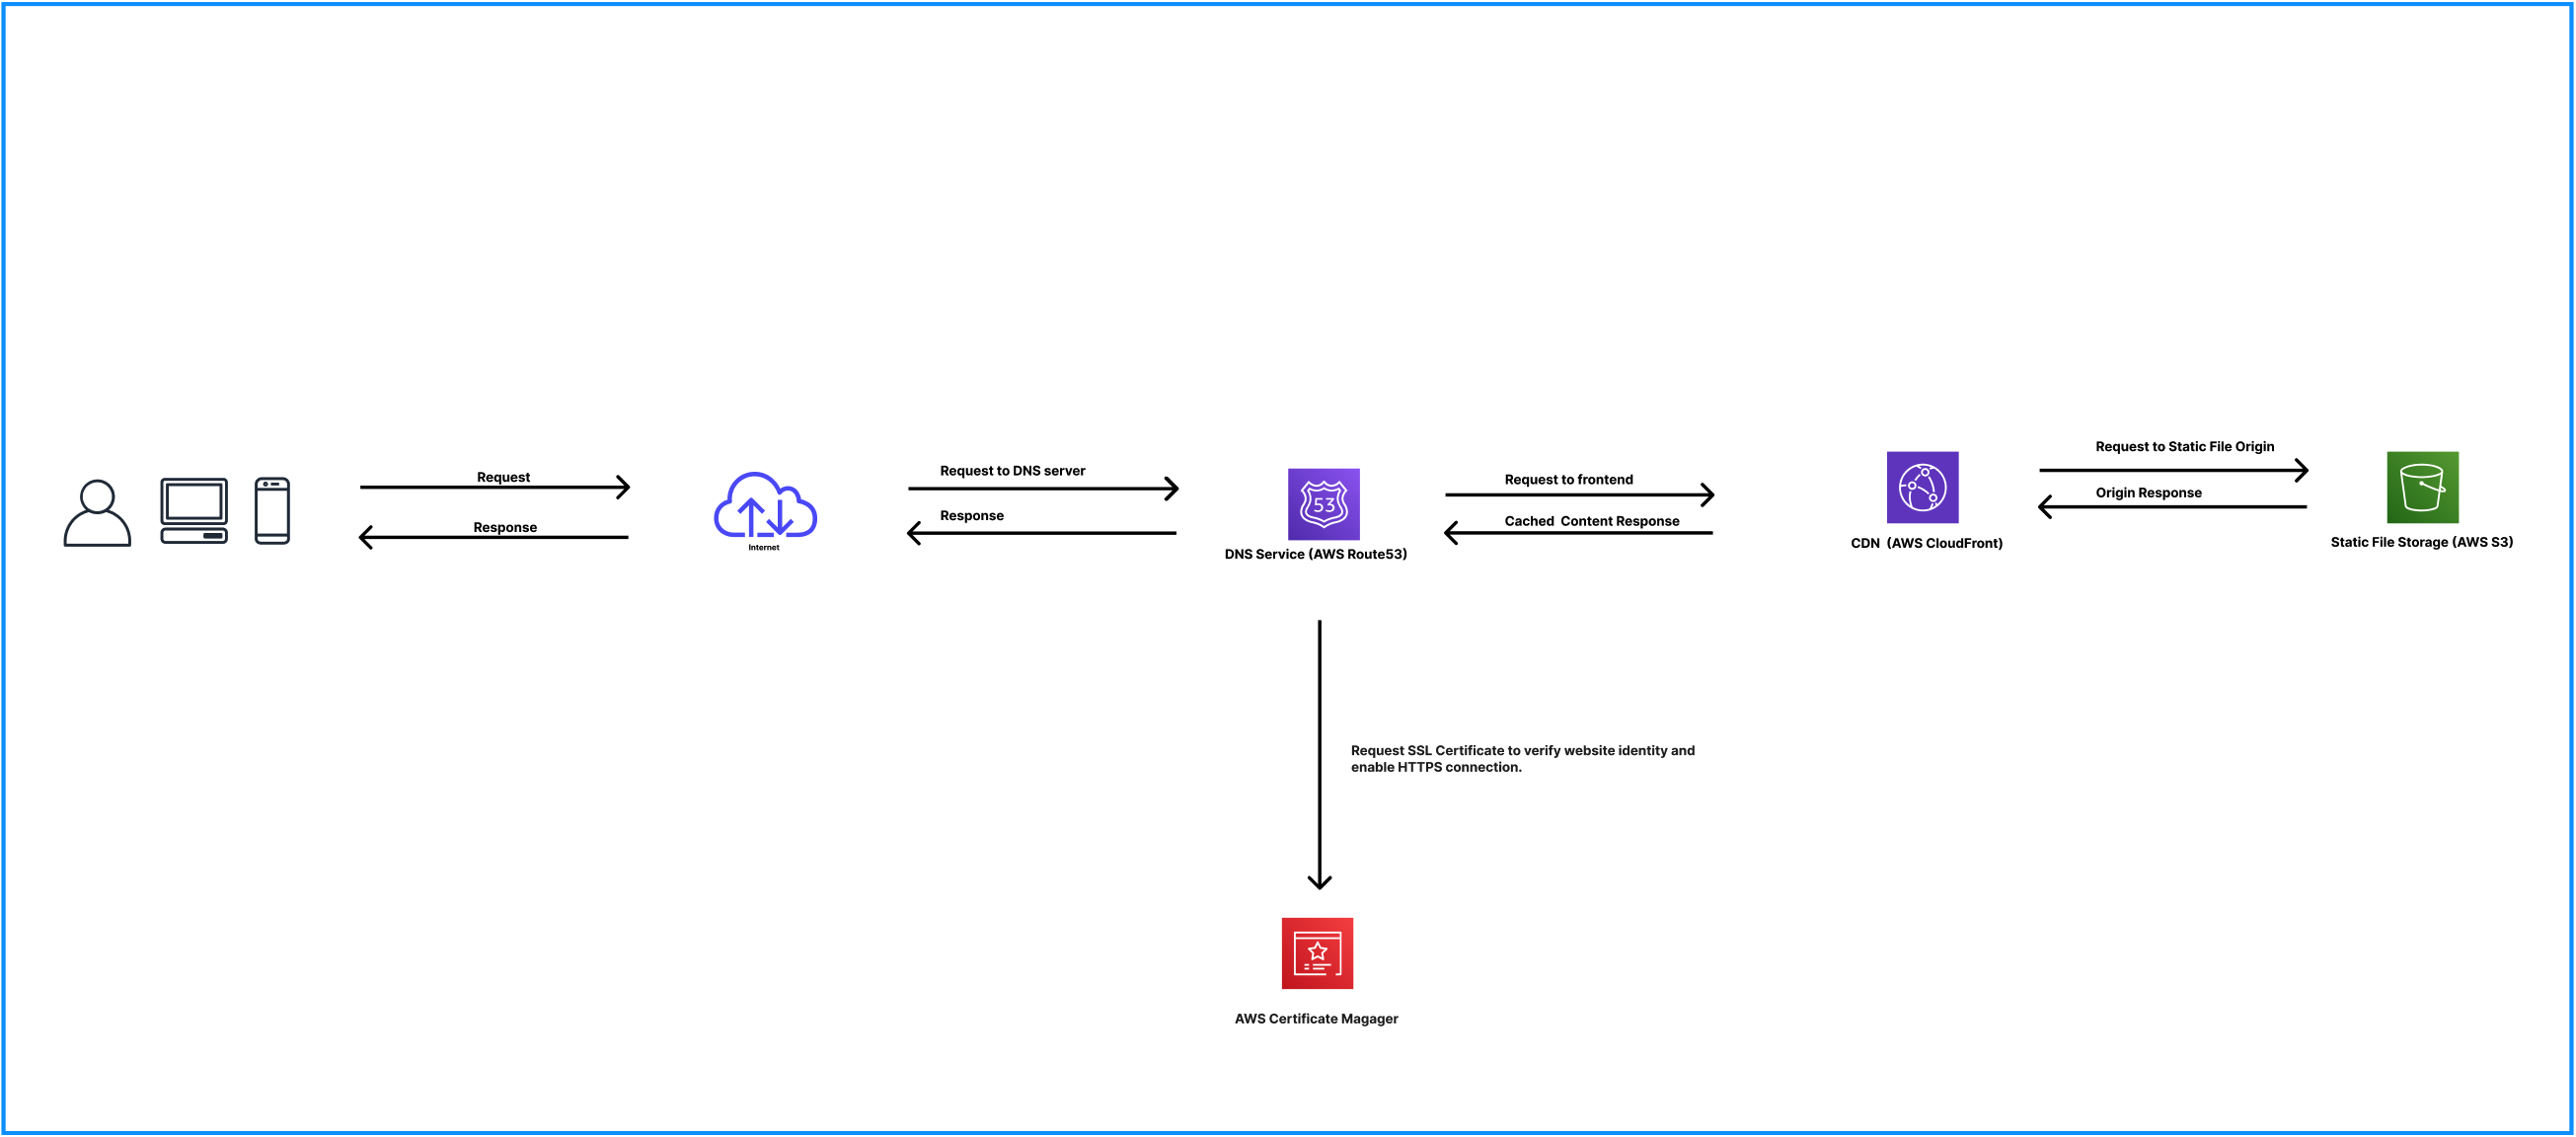 Request
Response
Internet
Request to DNS server
Response
53
DNS Service (AWS Route53)
Request to frontend
Cached  Content Response
CDN  (AWS CloudFront)
Request to Static File Origin
Origin Response
Static File Storage (AWS S3)
Request SSL Certificate to verify website identity and
enable HTTPS connection.
AWS Certificate Magager